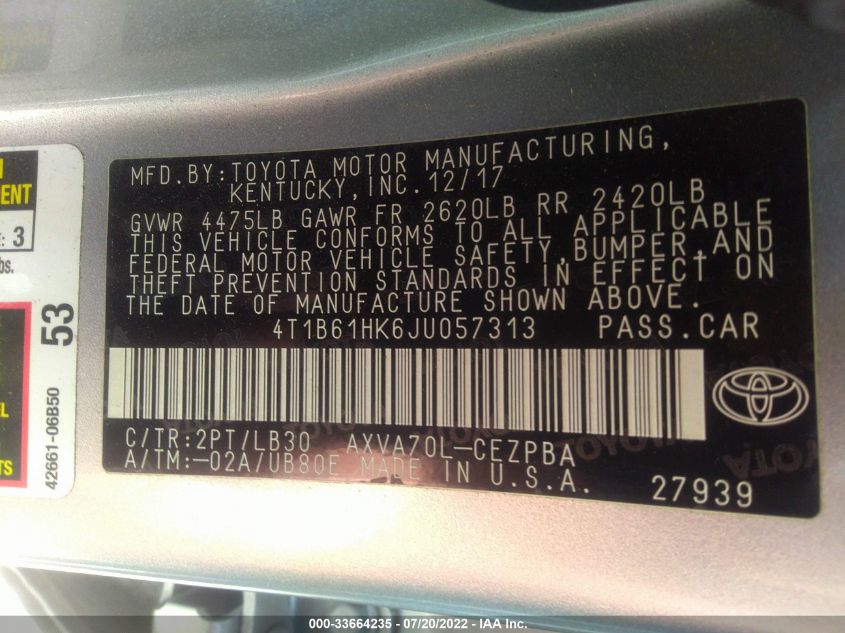 MFD.BY:TOYOTA MOTOR MANUFACTURING,
KENTUCKY,INC.12/17
GVWR 4475LB GAWR FR 2620LB RR 2420LB
THIS VEHICLE CONFORMS TO ALL APPLICABLE
FEDERAL MOTOR VEHICLE SAFETY,BUMPER,AND
THEFT PREVENTION STANDARDS IN EFFECT ON
THE DATE OF MANUFACTURE SHOWN ABOVE.
4T1B61HK6JU057313 PASS.CAR
C/TR:2PT/LB30 AXVA70L-CEZPBA
A/TM:-02A/UB80E MADE IN U.S.A.
27939
3
53
42661-06B50
000-33664235 - 07/20/2022 - IAA Inc.